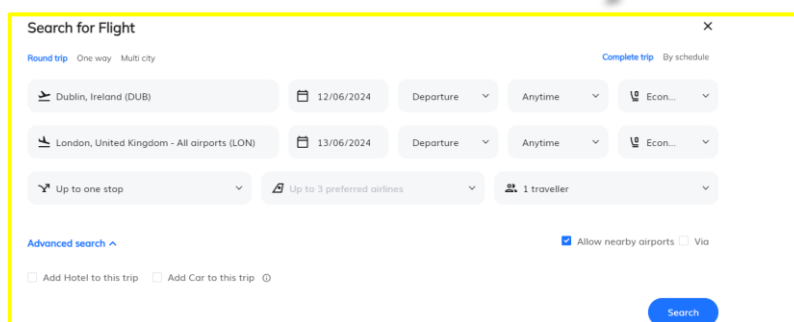 Search for Flight
Round trip One way Multi city Complete trip By schedule
Dublin, Ireland (DUB) 12/06/2024 Departure Anytime Econ...
London, United Kingdom - All airports (LON) 13/06/2024 Departure Anytime Econ...
Up to one stop Up to 3 preferred airlines 1 traveller
Advanced search Allow nearby airports Via
Add Hotel to this trip Add Car to this trip
Search